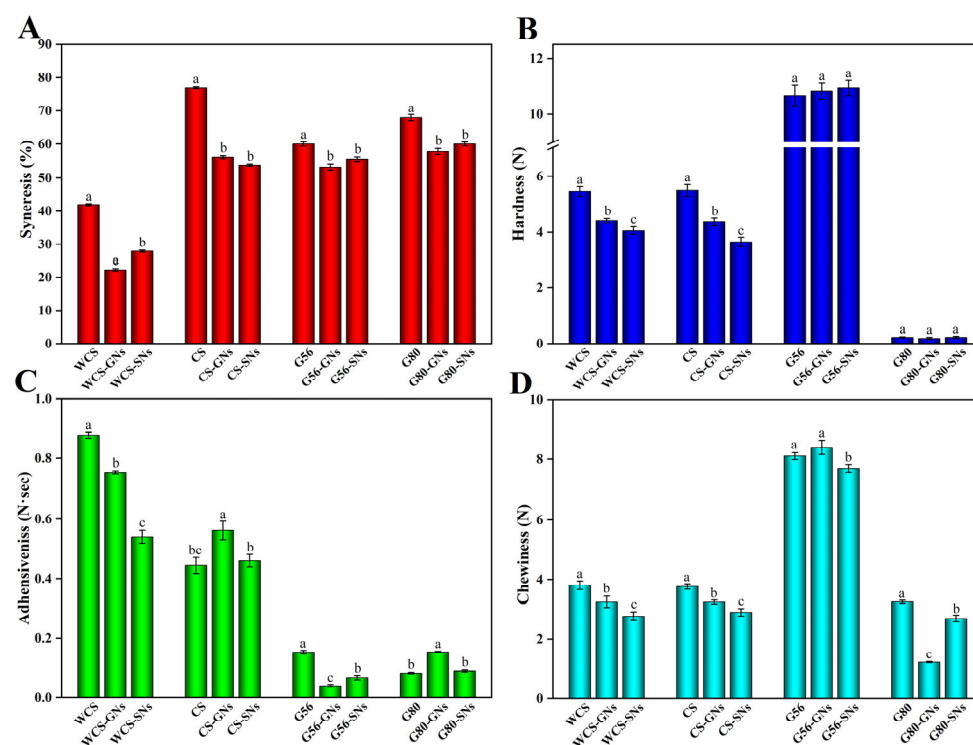 A
Syneresis (%)
90
80
70
60
50
40
30
20
10
0
a b
a b b
a b b
a b b
WCS
WCS-GNs
WCS-SNs
CS
CS-GNs
CS-SNs
G56
G56-GNs
G56-SNs
G80
G80-GNs
G80-SNs
B
Hardness (N)
12
10
6
4
2
0
a b c
a b c
a a a
a a a
WCS
WCS-GNs
WCS-SNs
CS
CS-GNs
CS-SNs
G56
G56-GNs
G56-SNs
G80
G80-GNs
G80-SNs
C
Adhensiveniss (N·sec)
1.0
0.8
0.6
0.4
0.2
0.0
a b c
bc a b
a c b
b a b
WCS
WCS-GNs
WCS-SNs
CS
CS-GNs
CS-SNs
G56
G56-GNs
G56-SNs
G80
G80-GNs
G80-SNs
D
Chewiness (N)
10
8
6
4
2
0
a b c
a b c
a a b
a c b
WCS
WCS-GNs
WCS-SNs
CS
CS-GNs
CS-SNs
G56
G56-GNs
G56-SNs
G80
G80-GNs
G80-SNs